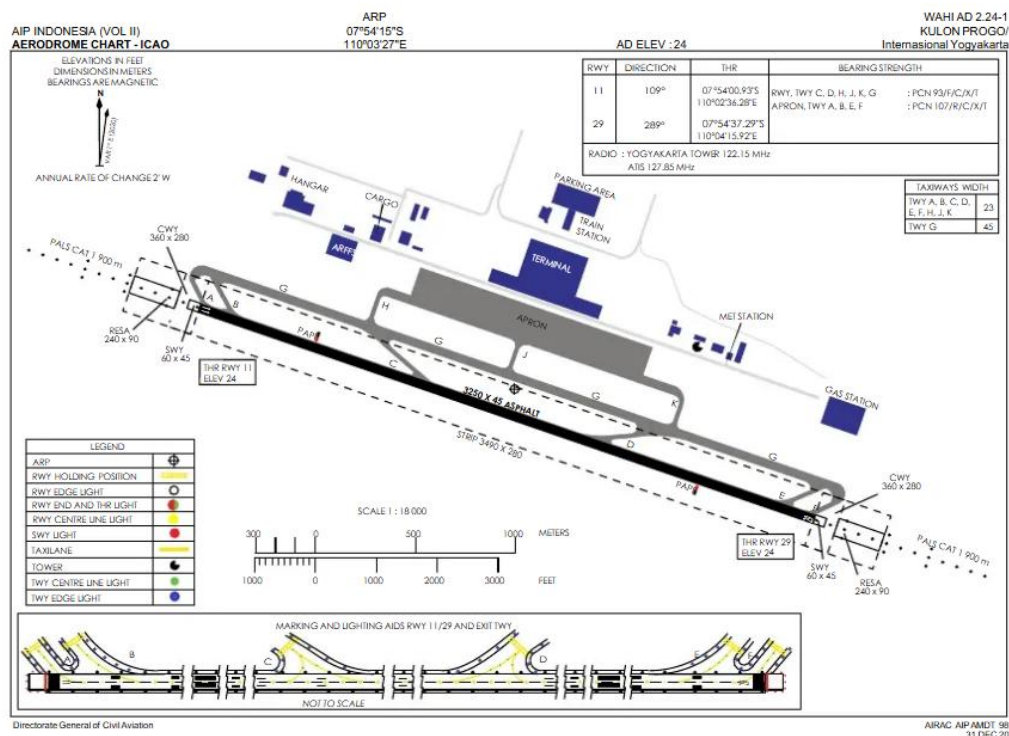 AIP INDONESIA (VOL II)
AERODROME CHART - ICAO
ARP
07°54'15"S
110°03'27"E
AD ELEV : 24
WAHI AD 2.24-1
KULON PROGO/
Internasional Yogyakarta
ELEVATIONS IN FEET
DIMENSIONS IN METERS
BEARINGS ARE MAGNETIC
N
VAR 1° E (2020)
ANNUAL RATE OF CHANGE 2' W
RWY DIRECTION THR BEARING STRENGTH
11 109° 07°54'00.93"S 110°02'36.28"E
RWY, TWY C, D, H, J, K, G : PCN 93/F/C/X/T
APRON, TWY A, B, E, F : PCN 107/R/C/X/T
29 289° 07°54'37.29"S 110°04'15.92"E
RADIO : YOGYAKARTA TOWER 122.15 MHz
ATIS 127.85 MHz
TAXIWAYS WIDTH
TWY A, B, C, D, E, F, H, J, K 23
TWY G 45
HANGAR
CARGO
ARFF
PARKING AREA
TRAIN STATION
TERMINAL
APRON
MET STATION
GAS STATION
PALS CAT 1 900 m
CWY
360 x 280
RESA
240 x 90
SWY
60 x 45
THR RWY 11
ELEV 24
A
B
G
H
PAPI
C
G
J
3250 X 45 ASPHALT
G
K
D
STRIP 3490 X 280
G
PAPI
E
F
CWY
360 x 280
THR RWY 29
ELEV 24
SWY
60 x 45
RESA
240 x 90
PALS CAT 1 900 m
LEGEND
ARP
RWY HOLDING POSITION
RWY EDGE LIGHT
RWY END AND THR LIGHT
RWY CENTRE LINE LIGHT
SWY LIGHT
TAXILANE
TOWER
TWY CENTRE LINE LIGHT
TWY EDGE LIGHT
SCALE 1 : 18 000
300 0 500 1000 METERS
1000 0 1000 2000 3000 FEET
MARKING AND LIGHTING AIDS RWY 11/29 AND EXIT TWY
A B C D E F
NOT TO SCALE
Directorate General of Civil Aviation
AIRAC AIP AMDT 98
31 DEC 20